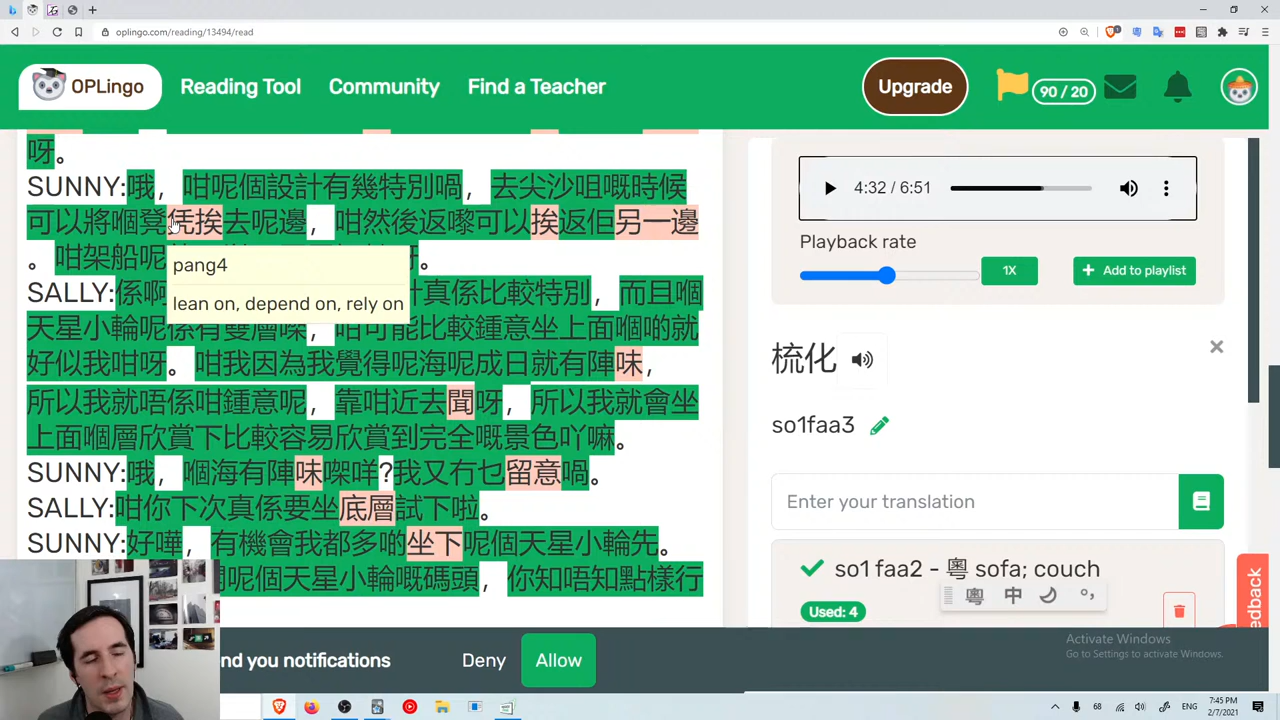 oplingo.com/reading/13494/read
OPLingo
Reading Tool
Community
Find a Teacher
Upgrade
90 / 20
呀。
SUNNY:哦，咁呢個設計有幾特別喎，去尖沙咀嘅時候
可以將嗰凳凭挨去呢邊，咁然後返嚟可以挨返佢另一邊
。咁架船呢
pang4
lean on, depend on, rely on
呀。
SALLY:係啊
真係比較特別，而且嗰
天星小輪呢係有雙層㗎，咁可能比較鍾意坐上面嗰啲就
好似我咁呀。咁我因為我覺得呢海呢成日就有陣味，
所以我就唔係咁鍾意呢，靠咁近去聞呀，所以我就會坐
上面嗰層欣賞下比較容易欣賞到完全嘅景色吖嘛。
SUNNY:哦，嗰海有陣味㗎咩?我又冇乜留意喎。
SALLY:咁你下次真係要坐底層試下啦。
SUNNY:好嘩，有機會我都多啲坐下呢個天星小輪先。
呢個天星小輪嘅碼頭，你知唔知點樣行
4:32 / 6:51
Playback rate
1X
Add to playlist
梳化
so1faa3
Enter your translation
so1 faa2 - 粵 sofa; couch
粵 中
Used: 4
Activate Windows
Go to Settings to activate Windows.
nd you notifications
Deny
Allow
68
ENG
7:45 PM
2/7/2021